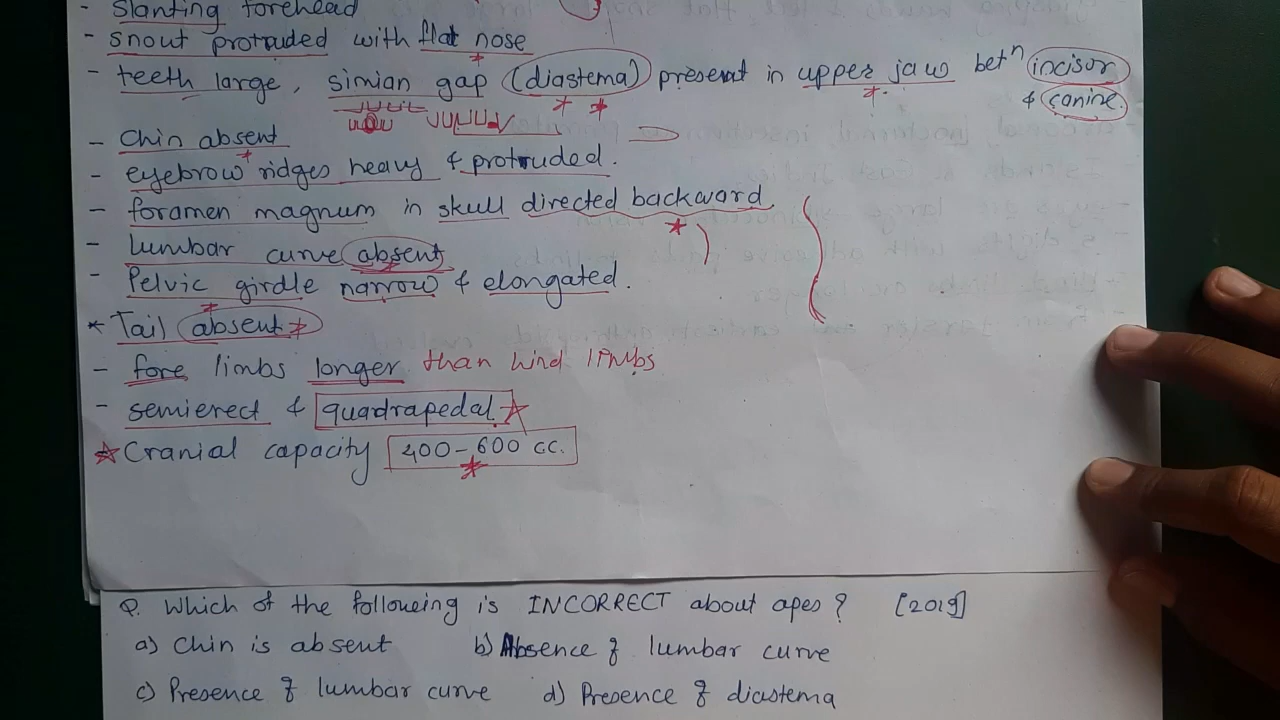 - Slanting forehead
- snout protruded with flat nose
- teeth large, simian gap (diastema) present in upper jaw betⁿ incisor
& canine.
- Chin absent
- eyebrow ridges heavy & protruded.
- foramen magnum in skull directed backward.
- Lumbar curve absent
- Pelvic girdle narrow & elongated.
* Tail absent
- fore limbs longer than hind limbs
- semierect & quadrapedal.
Cranial capacity 400-600 cc.
Q. Which of the following is INCORRECT about apes? [2019]
a) Chin is absent b) Absence of lumbar curve
c) Presence of lumbar curve d) Presence of diastema